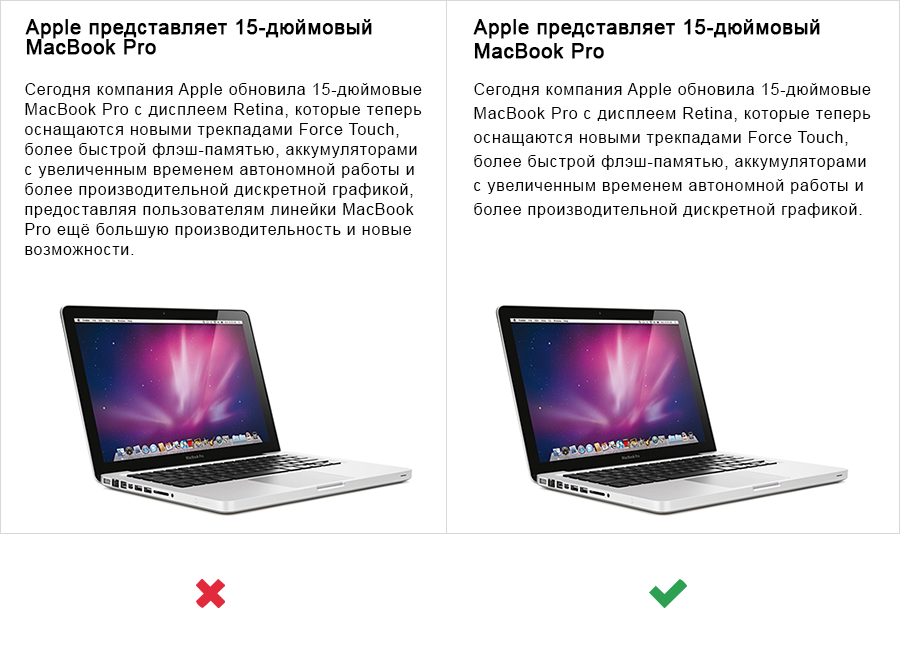 Apple представляет 15-дюймовый
MacBook Pro
Сегодня компания Apple обновила 15-дюймовые
MacBook Pro с дисплеем Retina, которые теперь
оснащаются новыми трекпадами Force Touch,
более быстрой флэш-памятью, аккумуляторами
с увеличенным временем автономной работы и
более производительной дискретной графикой,
предоставляя пользователям линейки MacBook
Pro ещё большую производительность и новые
возможности.
MacBook Pro
Apple представляет 15-дюймовый
MacBook Pro
Сегодня компания Apple обновила 15-дюймовые
MacBook Pro с дисплеем Retina, которые теперь
оснащаются новыми трекпадами Force Touch,
более быстрой флэш-памятью, аккумуляторами
с увеличенным временем автономной работы и
более производительной дискретной графикой.
MacBook Pro